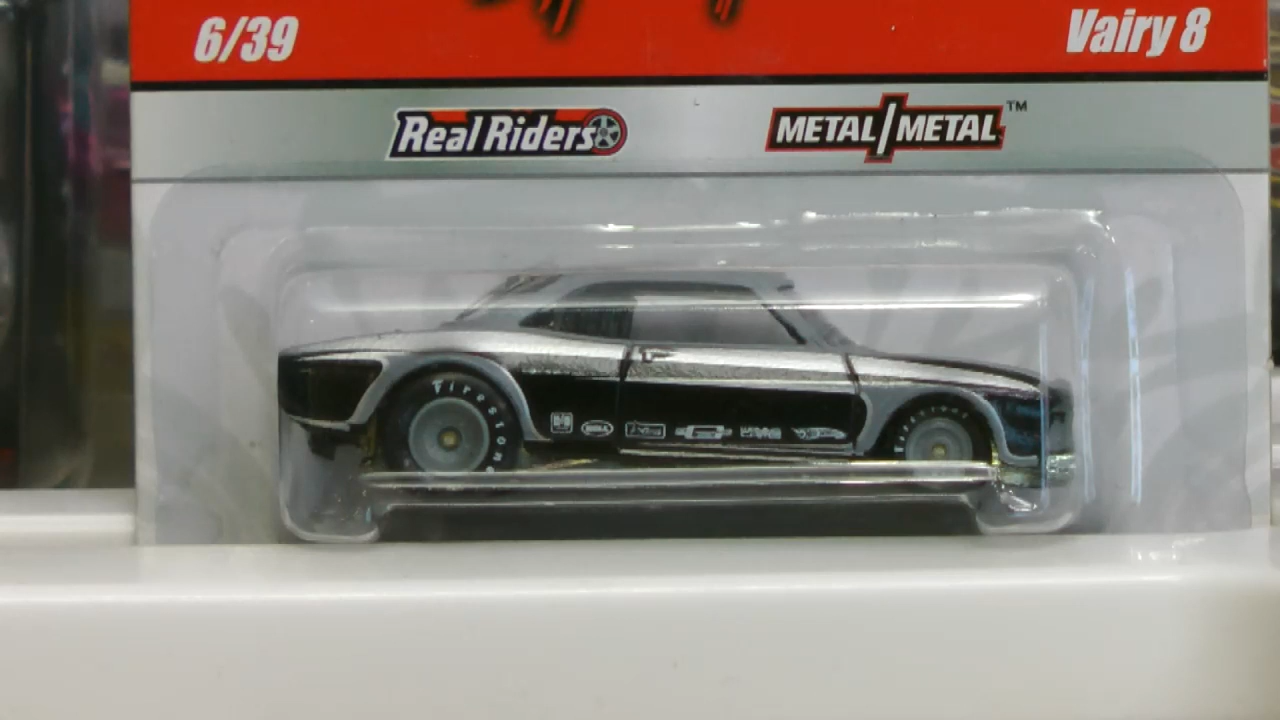 6/39
Vairy 8
Real Riders
METAL/METAL™
Firestone